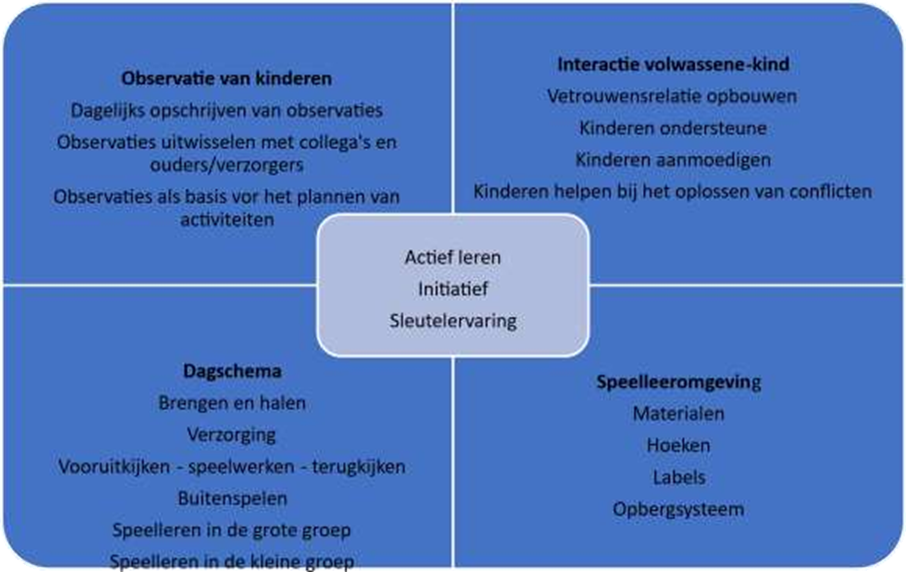 Observatie van kinderen
Dagelijks opschrijven van observaties
Observaties uitwisselen met collega's en
ouders/verzorgers
Observaties als basis vor het plannen van
activiteiten
Interactie volwassene-kind
Vetrouwensrelatie opbouwen
Kinderen ondersteune
Kinderen aanmoedigen
Kinderen helpen bij het oplossen van conflicten
Actief leren
Initiatief
Sleutelervaring
Dagschema
Brengen en halen
Verzorging
Vooruitkijken - speelwerken - terugkijken
Buitenspelen
Speelleren in de grote groep
Speelleren in de kleine groep
Speelleeromgeving
Materialen
Hoeken
Labels
Opbergsysteem